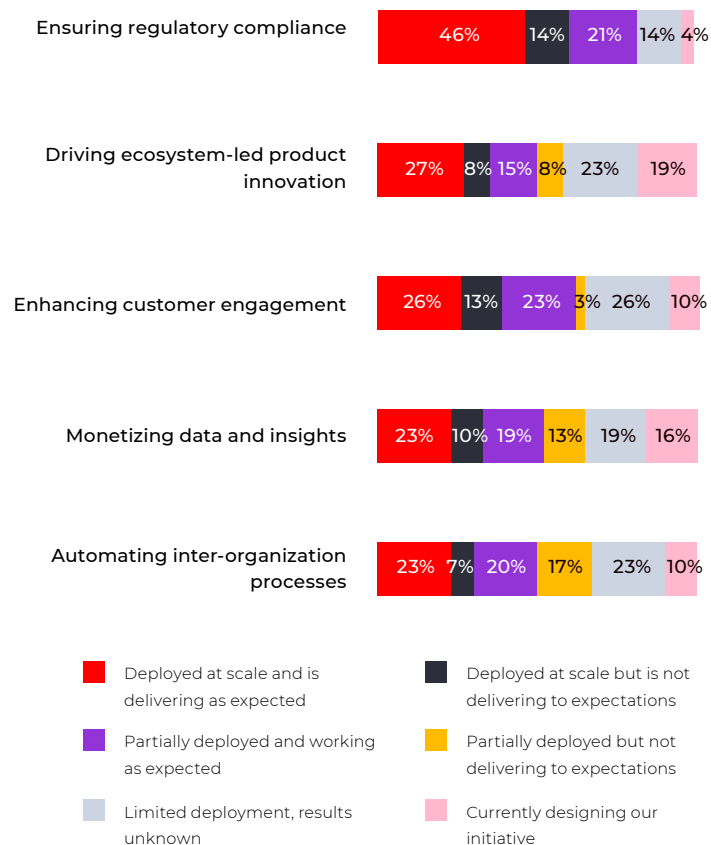 Ensuring regulatory compliance
46% 14% 21% 14% 4%
Driving ecosystem-led product
innovation
27% 8% 15% 8% 23% 19%
Enhancing customer engagement
26% 13% 23% 3% 26% 10%
Monetizing data and insights
23% 10% 19% 13% 19% 16%
Automating inter-organization
processes
23% 7% 20% 17% 23% 10%
Deployed at scale and is
delivering as expected
Deployed at scale but is not
delivering to expectations
Partially deployed and working
as expected
Partially deployed but not
delivering to expectations
Limited deployment, results
unknown
Currently designing our
initiative